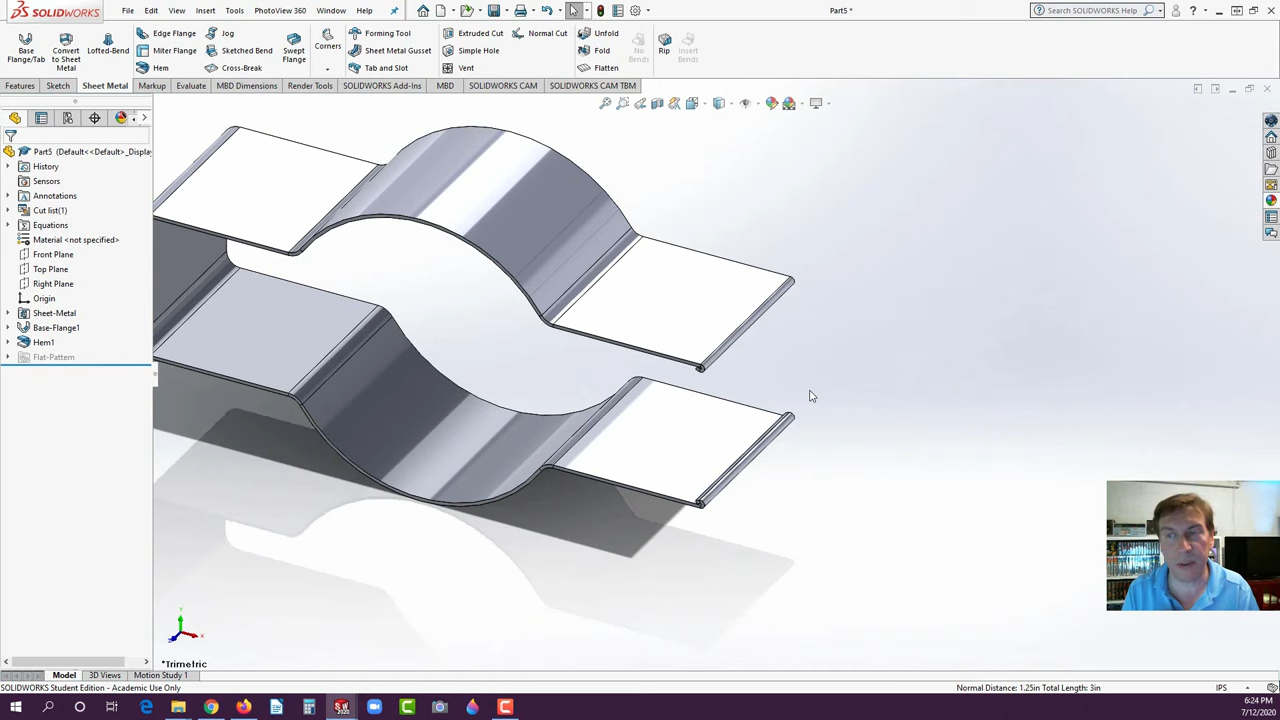 SOLIDWORKS File Edit View Insert Tools PhotoView 360 Window Help Part5 * Search SOLIDWORKS Help
Base Flange/Tab
Convert to Sheet Metal
Lofted-Bend
Edge Flange
Miter Flange
Hem
Jog
Sketched Bend
Cross-Break
Swept Flange
Corners
Forming Tool
Sheet Metal Gusset
Tab and Slot
Extruded Cut
Simple Hole
Vent
Normal Cut
Unfold
Fold
Flatten
No Bends
Rip
Insert Bends
Features Sketch Sheet Metal Markup Evaluate MBD Dimensions Render Tools SOLIDWORKS Add-Ins MBD SOLIDWORKS CAM SOLIDWORKS CAM TBM
Part5 (Default<<Default>_Display
History
Sensors
Annotations
Cut list(1)
Equations
Material <not specified>
Front Plane
Top Plane
Right Plane
Origin
Sheet-Metal
Base-Flange1
Hem1
Flat-Pattern
Y
X
Z
*Trimetric
Model 3D Views Motion Study 1
SOLIDWORKS Student Edition - Academic Use Only Normal Distance: 1.25in Total Length: 3in IPS
SW 2020
6:24 PM
7/12/2020